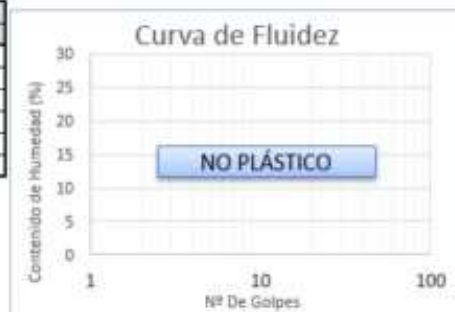 Curva de Fluidez
Contenido de Humedad (%)
30
25
20
15
10
5
0
NO PLÁSTICO
1
10
100
Nº De Golpes